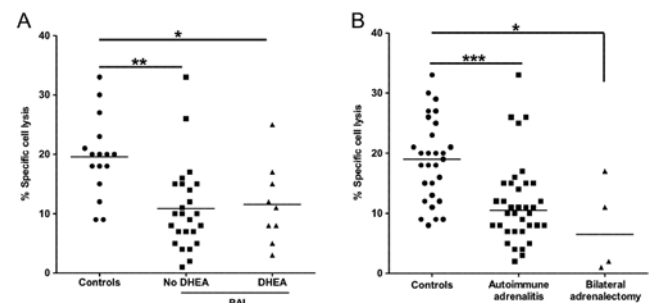 A
B
*
**
*
***
% Specific cell lysis
40
30
20
10
0
Controls
No DHEA
DHEA
% Specific cell lysis
40
30
20
10
0
Controls
Autoimmune
adrenalitis
Bilateral
adrenalectomy